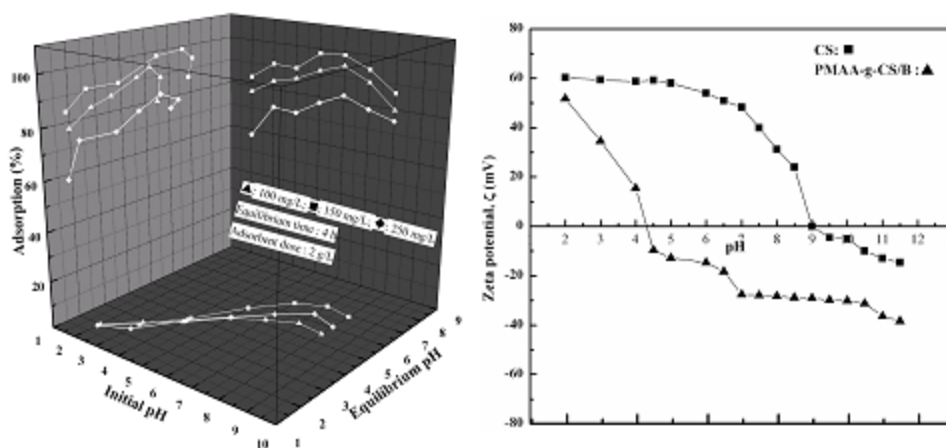 Adsorption (%)
100
80
60
40
20
▲: 100 mg/L; ■: 150 mg/L; ◆: 250 mg/L
Equilibrium dose : 4 h
Adsorbent dose : 2 g/L
1 2 3 4 5 6 7 8 9 10
Initial pH
1 2 3 4 5 6 7 8 9
Equilibrium pH
Zeta potential, ζ (mV)
80
60
40
20
0
-20
-40
-60
-80
CS: ■
PMAA-g-CS/B : ▲
2 3 4 5 6 7 8 9 10 11 12
pH